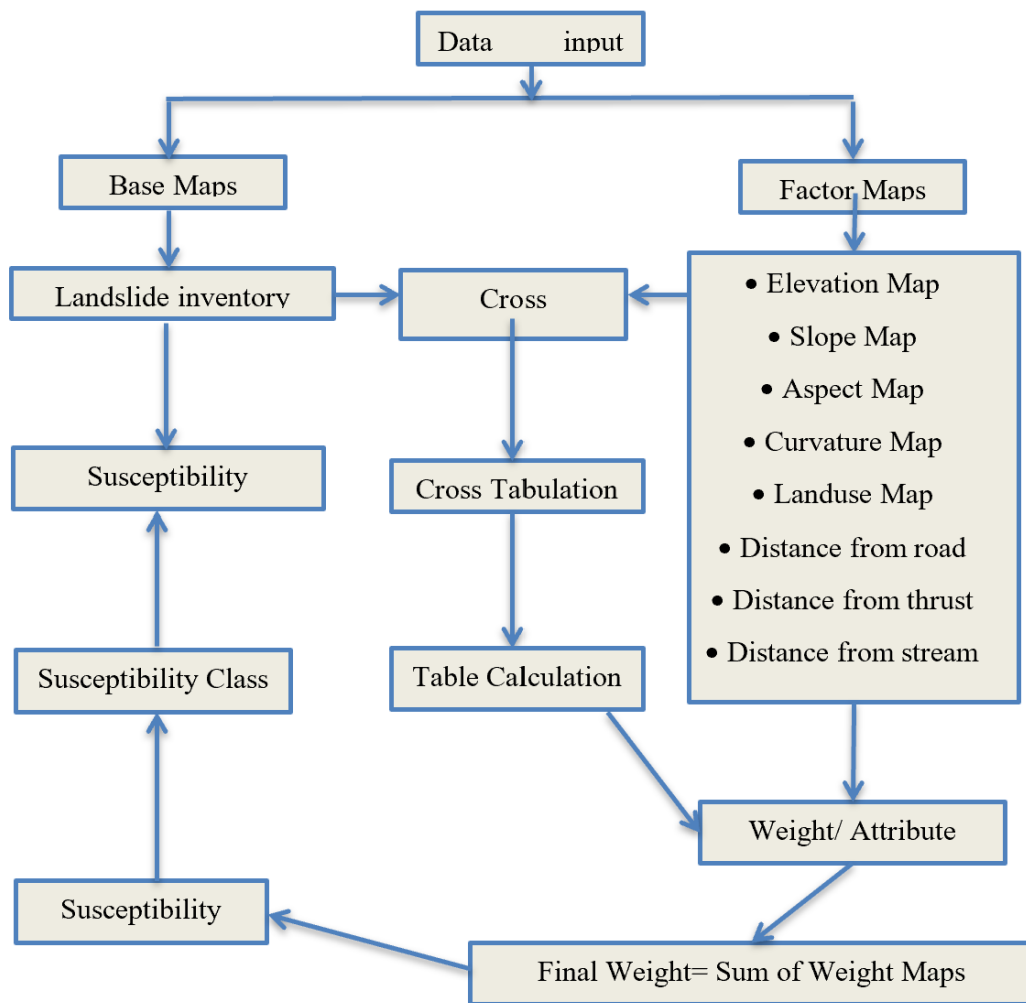 Data input
Base Maps
Factor Maps
Landslide inventory
Cross
• Elevation Map
• Slope Map
• Aspect Map
• Curvature Map
• Landuse Map
• Distance from road
• Distance from thrust
• Distance from stream
Susceptibility
Cross Tabulation
Susceptibility Class
Table Calculation
Weight/ Attribute
Susceptibility
Final Weight= Sum of Weight Maps